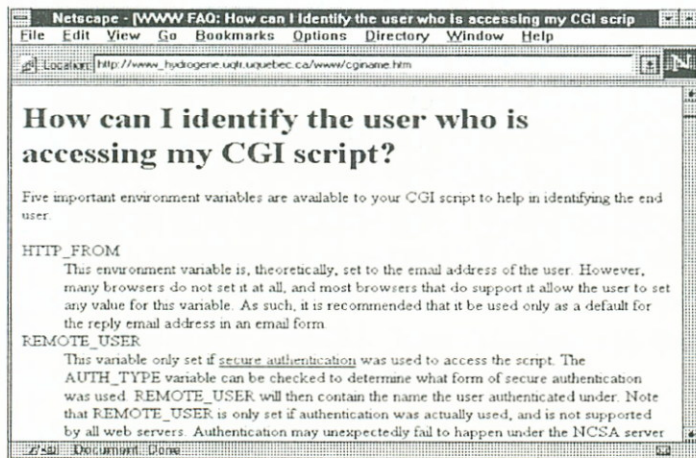 Netscape - [WWW FAQ: How can I Identify the user who is accessing my CGI scrip
File Edit View Go Bookmarks Options Directory Window Help
Location: http://www_hydrogene.uqtr.uquebec.ca/www/cginame.htm
N
How can I identify the user who is
accessing my CGI script?
Five important environment variables are available to your CGI script to help in identifying the end
user.
HTTP_FROM
This environment variable is, theoretically, set to the email address of the user. However,
many browsers do not set it at all, and most browsers that do support it allow the user to set
any value for this variable. As such, it is recommended that it be used only as a default for
the reply email address in an email form
REMOTE_USER
This variable only set if secure authentication was used to access the script. The
AUTH_TYPE variable can be checked to determine what form of secure authentication
was used. REMOTE_USER will then contain the name the user authenticated under. Note
that REMOTE_USER is only set if authentication was actually used, and is not supported
by all web servers. Authentication may unexpectedly fail to happen under the NCSA server
Document: Done